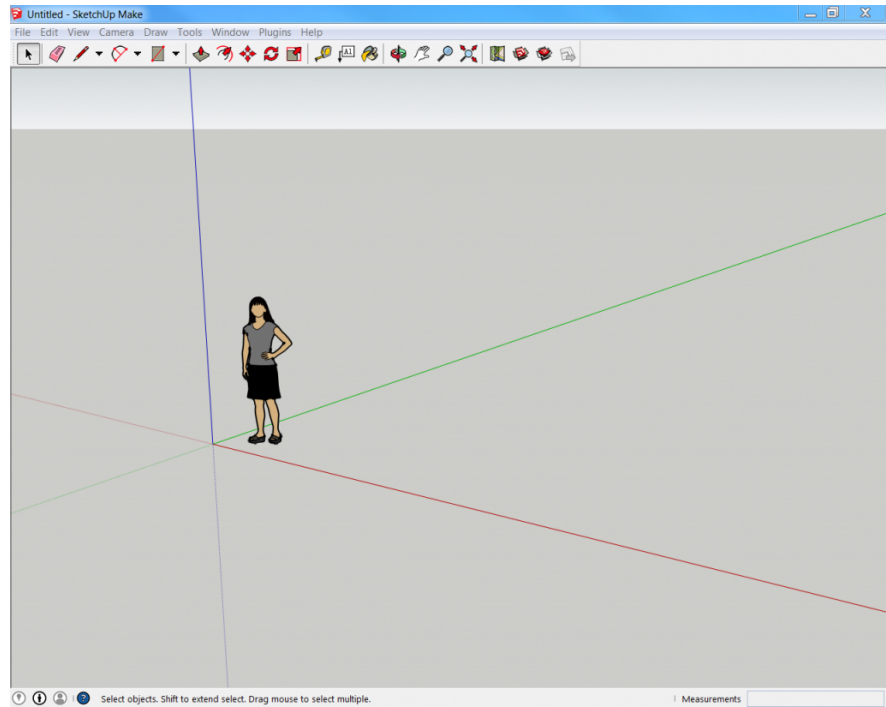 Untitled - SketchUp Make
File Edit View Camera Draw Tools Window Plugins Help
A1
Select objects. Shift to extend select. Drag mouse to select multiple. Measurements